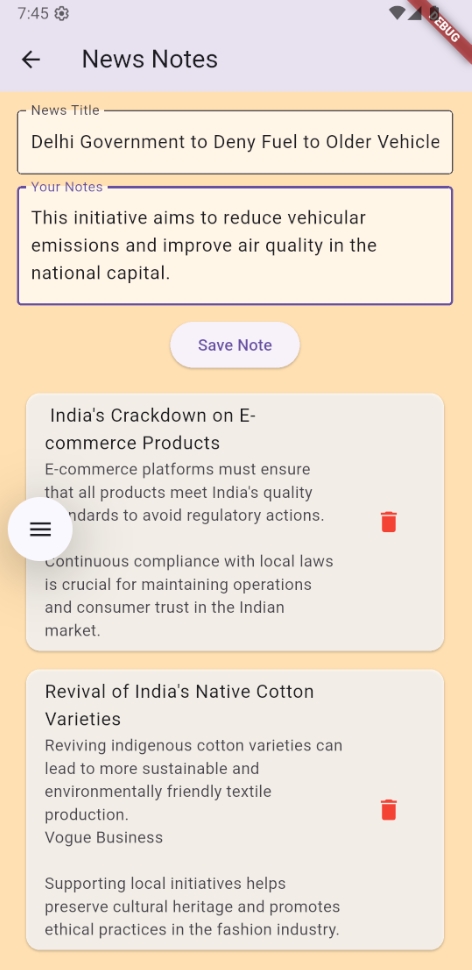 7:45
DEBUG
News Notes
News Title
Delhi Government to Deny Fuel to Older Vehicle
Your Notes
This initiative aims to reduce vehicular
emissions and improve air quality in the
national capital.
Save Note
India's Crackdown on E-
commerce Products
E-commerce platforms must ensure
that all products meet India's quality
standards to avoid regulatory actions.
Continuous compliance with local laws
is crucial for maintaining operations
and consumer trust in the Indian
market.
Revival of India's Native Cotton
Varieties
Reviving indigenous cotton varieties can
lead to more sustainable and
environmentally friendly textile
production.
Vogue Business
Supporting local initiatives helps
preserve cultural heritage and promotes
ethical practices in the fashion industry.